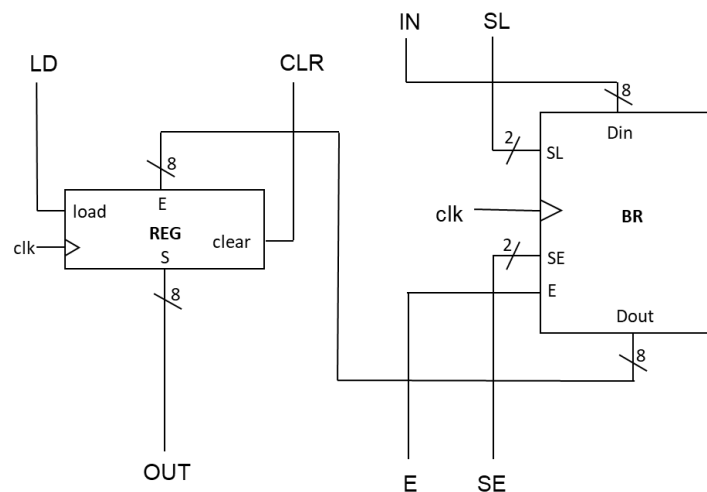 IN SL
LD CLR
8
Din
2
SL
8
E
load
REG
clear
clk
S
clk
BR
2
SE
E
8
Dout
8
OUT
E SE